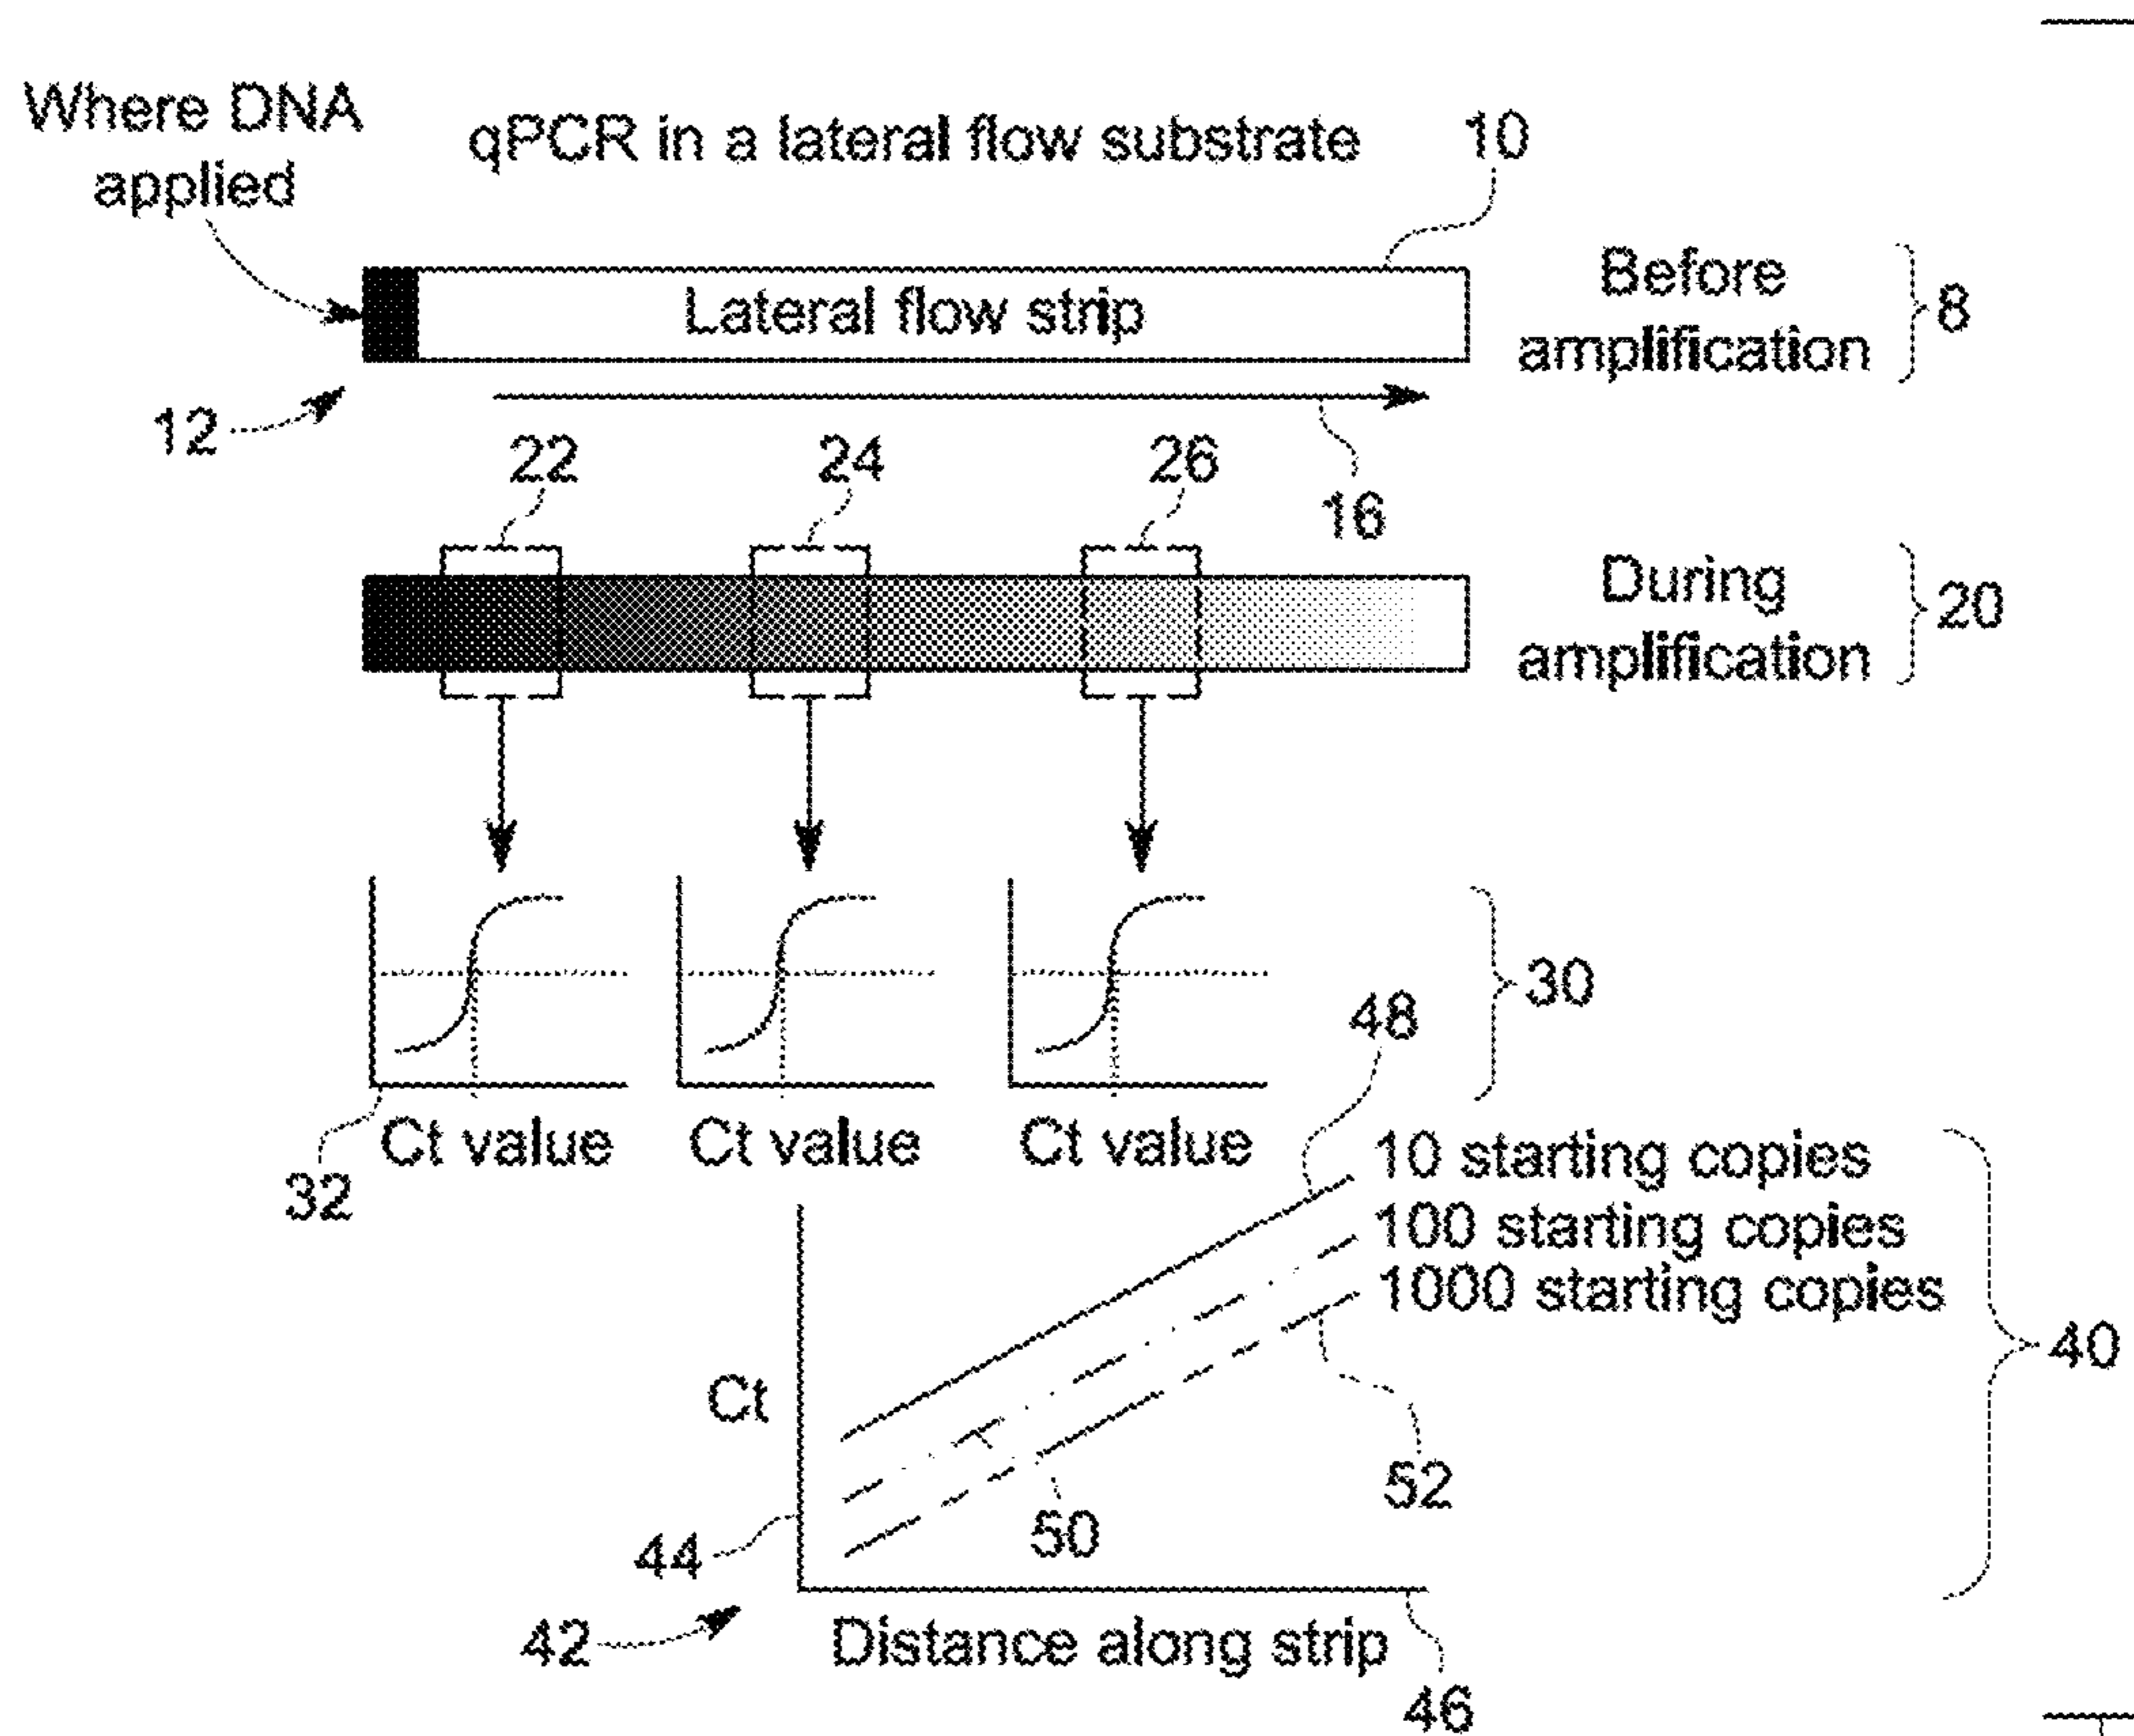 Where DNA
applied
qPCR in a lateral flow substrate
10
Lateral flow strip
Before
amplification
8
12
16
22
24
26
During
amplification
20
30
Ct value
Ct value
Ct value
32
48
10 starting copies
100 starting copies
1000 starting copies
40
Ct
50
52
44
42
Distance along strip
46